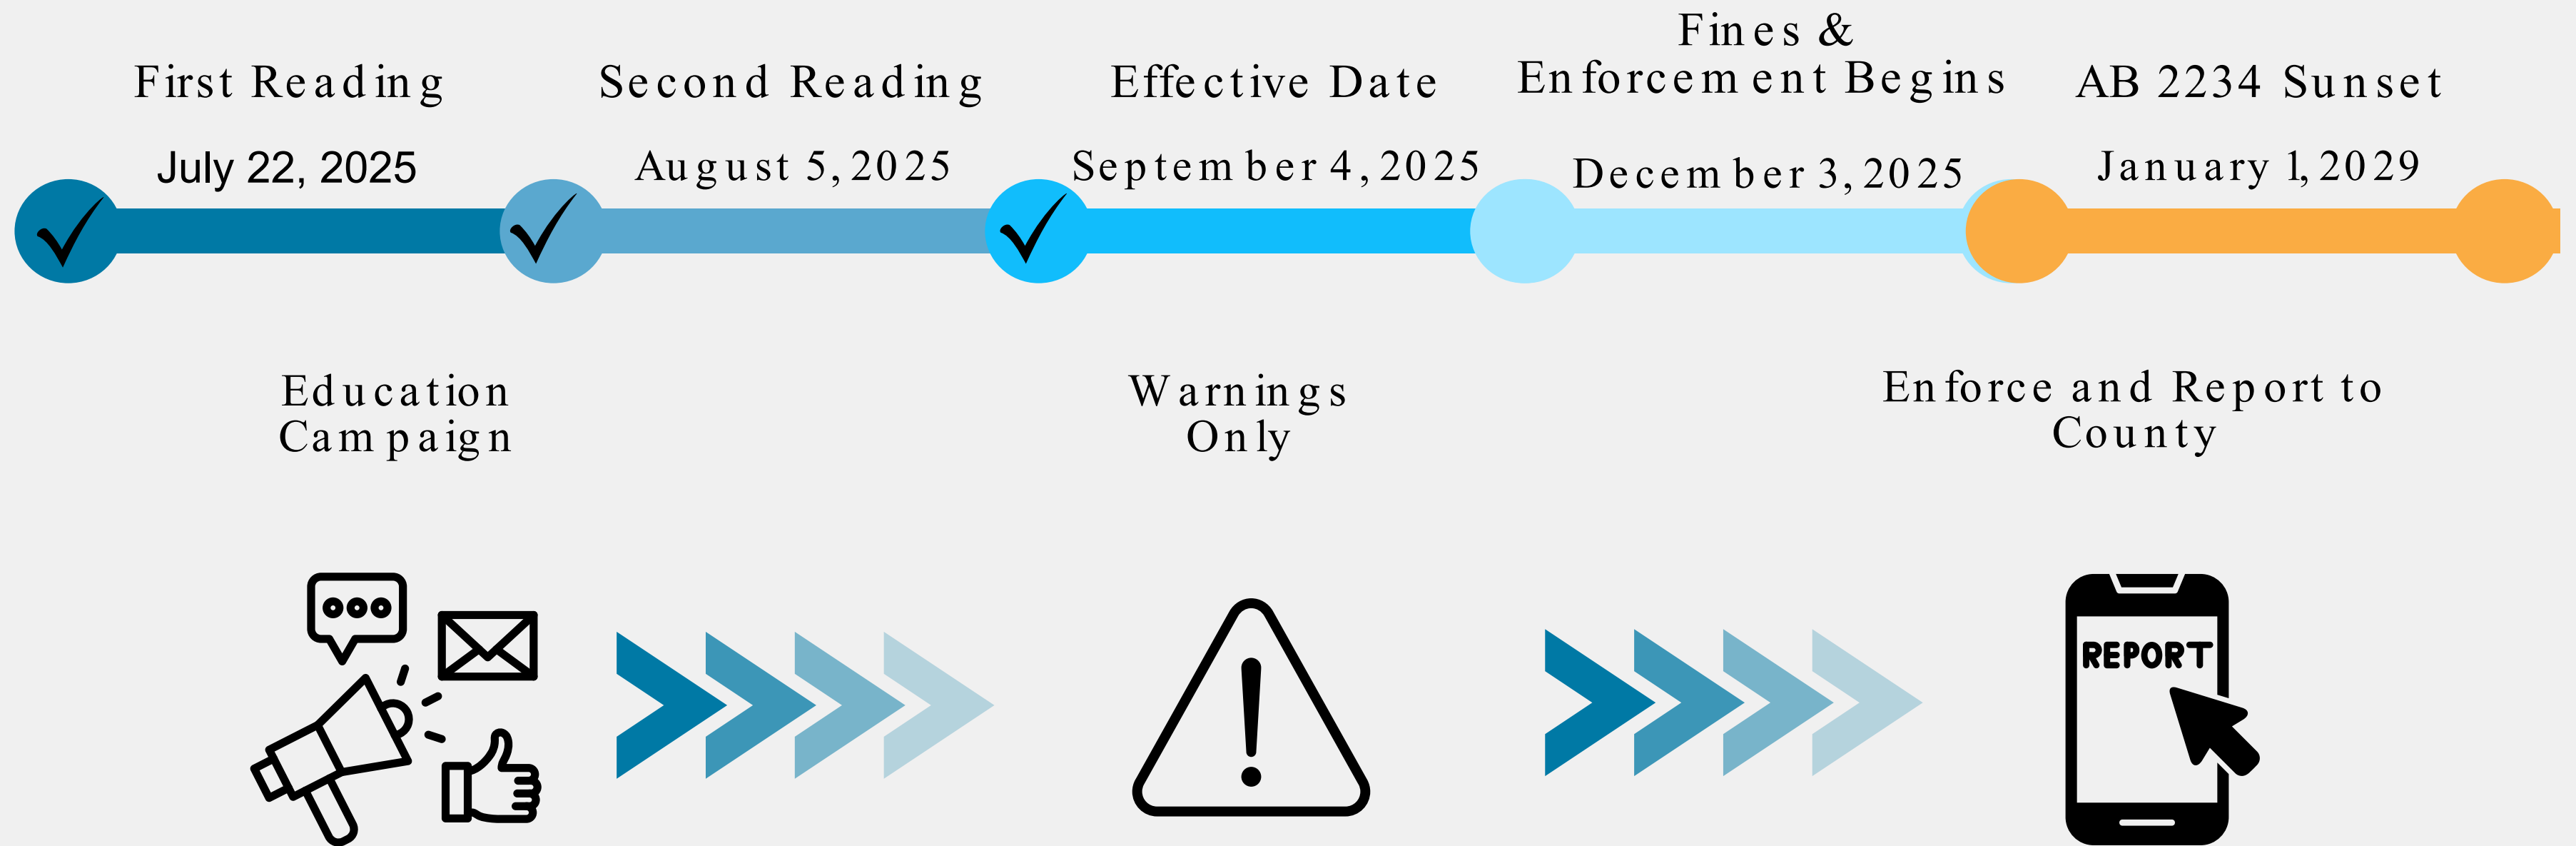 First Reading
July 22, 2025
Second Reading
August 5, 2025
Effective Date
September 4, 2025
Fines &
Enforcement Begins
December 3, 2025
AB 2234 Sunset
January 1, 2029
Education
Campaign
Warnings
Only
Enforce and Report to
County
REPORT